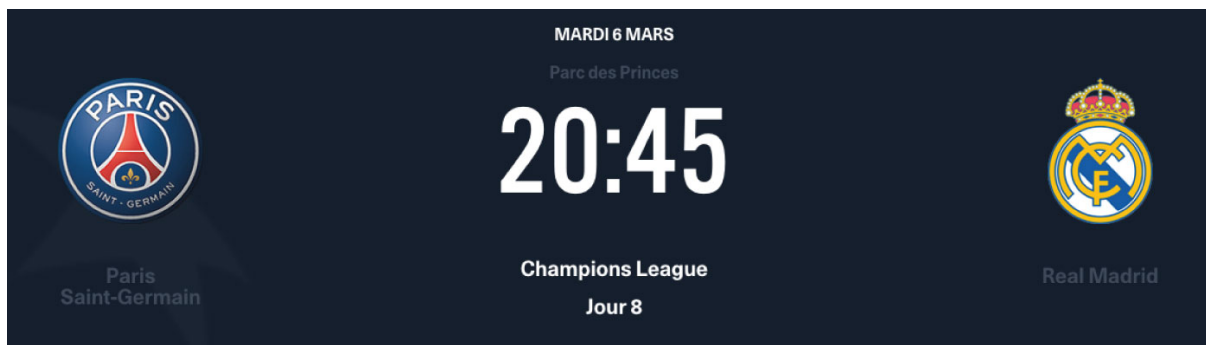 MARDI 6 MARS
Parc des Princes
PARIS
SAINT-GERMAIN
20:45
Champions League
Jour 8
Paris
Saint-Germain
Real Madrid